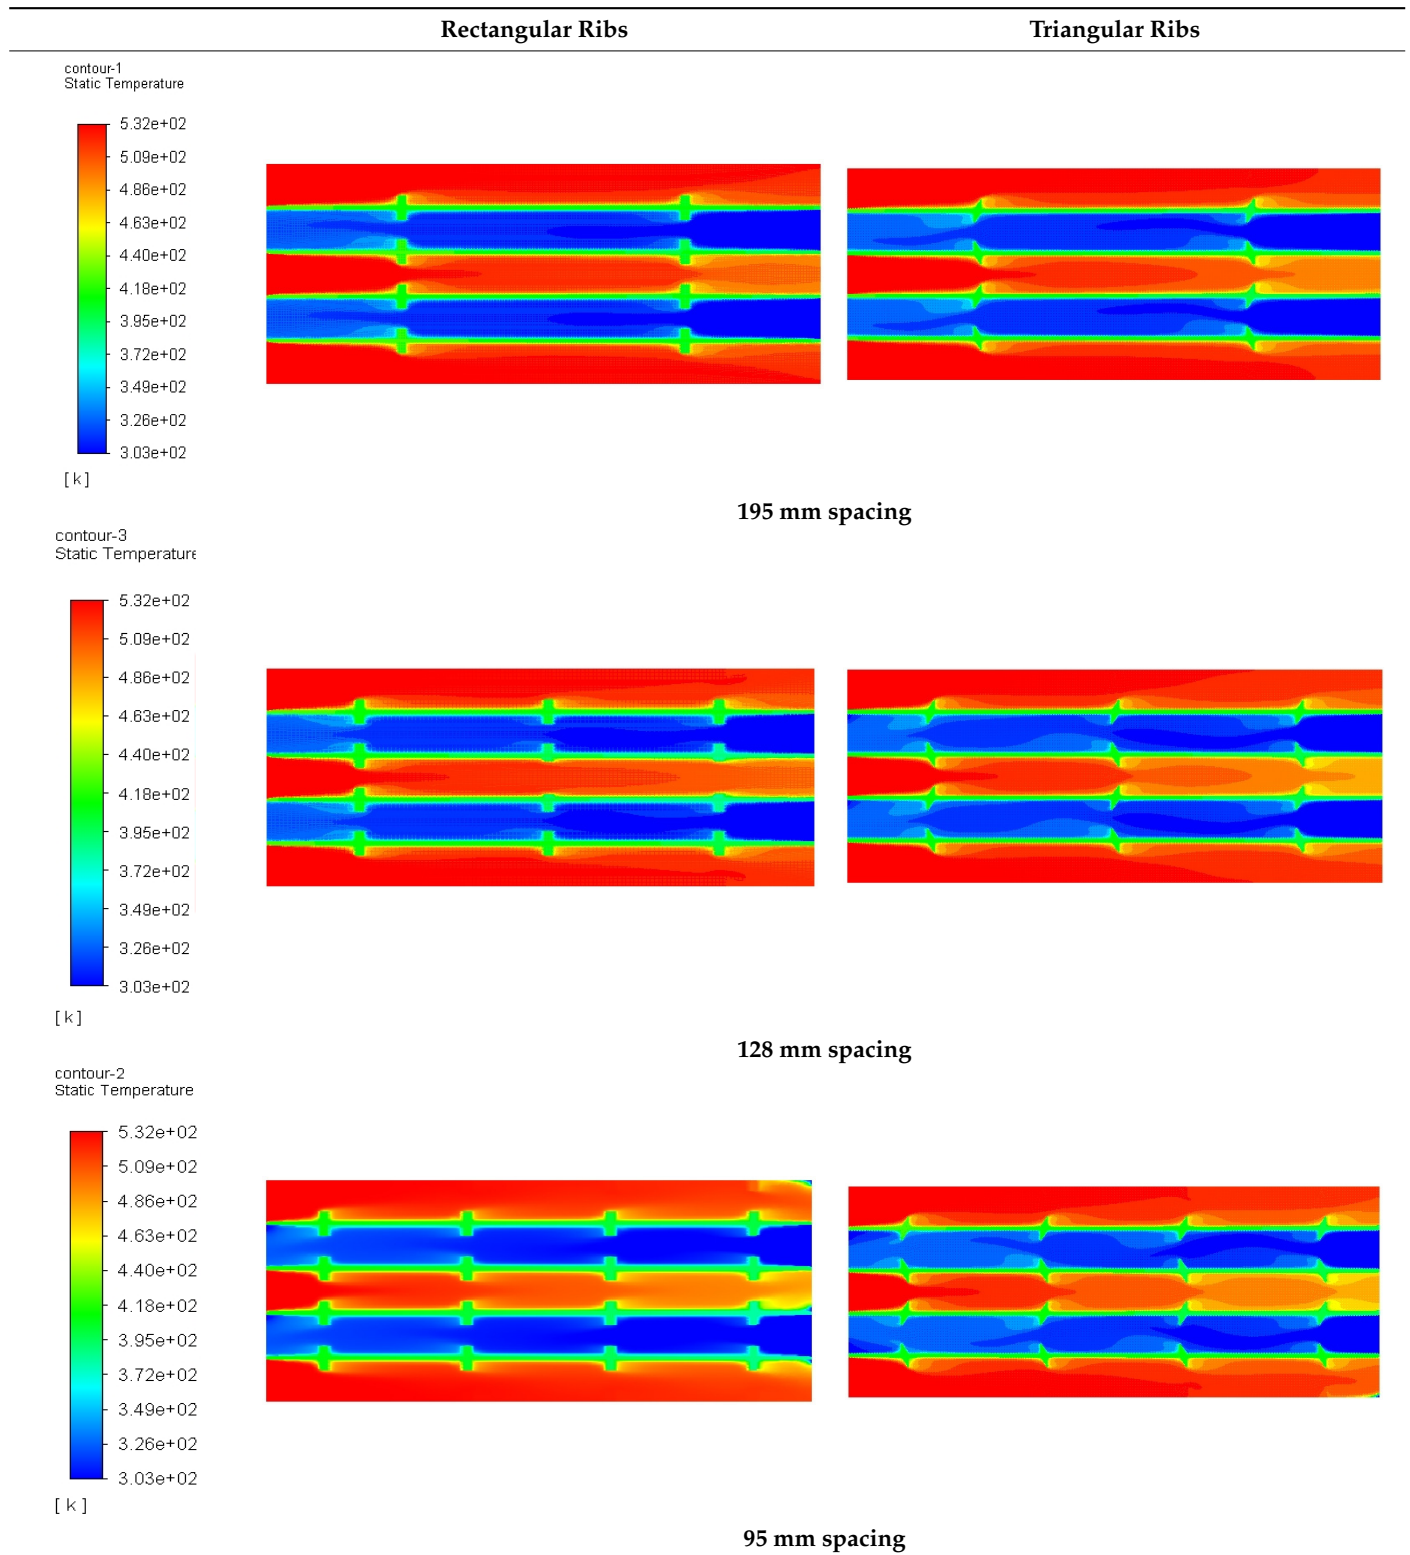 Rectangular Ribs Triangular Ribs
contour-1
Static Temperature
5.32e+02
5.09e+02
4.86e+02
4.63e+02
4.40e+02
4.18e+02
3.95e+02
3.72e+02
3.49e+02
3.26e+02
3.03e+02
[k]
195 mm spacing
contour-3
Static Temperature
5.32e+02
5.09e+02
4.86e+02
4.63e+02
4.40e+02
4.18e+02
3.95e+02
3.72e+02
3.49e+02
3.26e+02
3.03e+02
[k]
128 mm spacing
contour-2
Static Temperature
5.32e+02
5.09e+02
4.86e+02
4.63e+02
4.40e+02
4.18e+02
3.95e+02
3.72e+02
3.49e+02
3.26e+02
3.03e+02
[k]
95 mm spacing